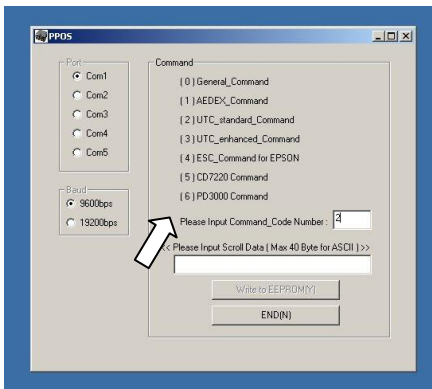 PPOS
Port
Com1
Com2
Com3
Com4
Com5
Baud
9600bps
19200bps
Command
( 0 ) General_Command
( 1 ) AEDEX_Command
( 2 ) UTC_standard_Command
( 3 ) UTC_enhanced_Command
( 4 ) ESC_Command for EPSON
( 5 ) CD7220 Command
( 6 ) PD3000 Command
Please Input Command_Code Number : 2
<< Please Input Scroll Data ( Max 40 Byte for ASCII ) >>
Write to EEPROM(Y)
END(N)